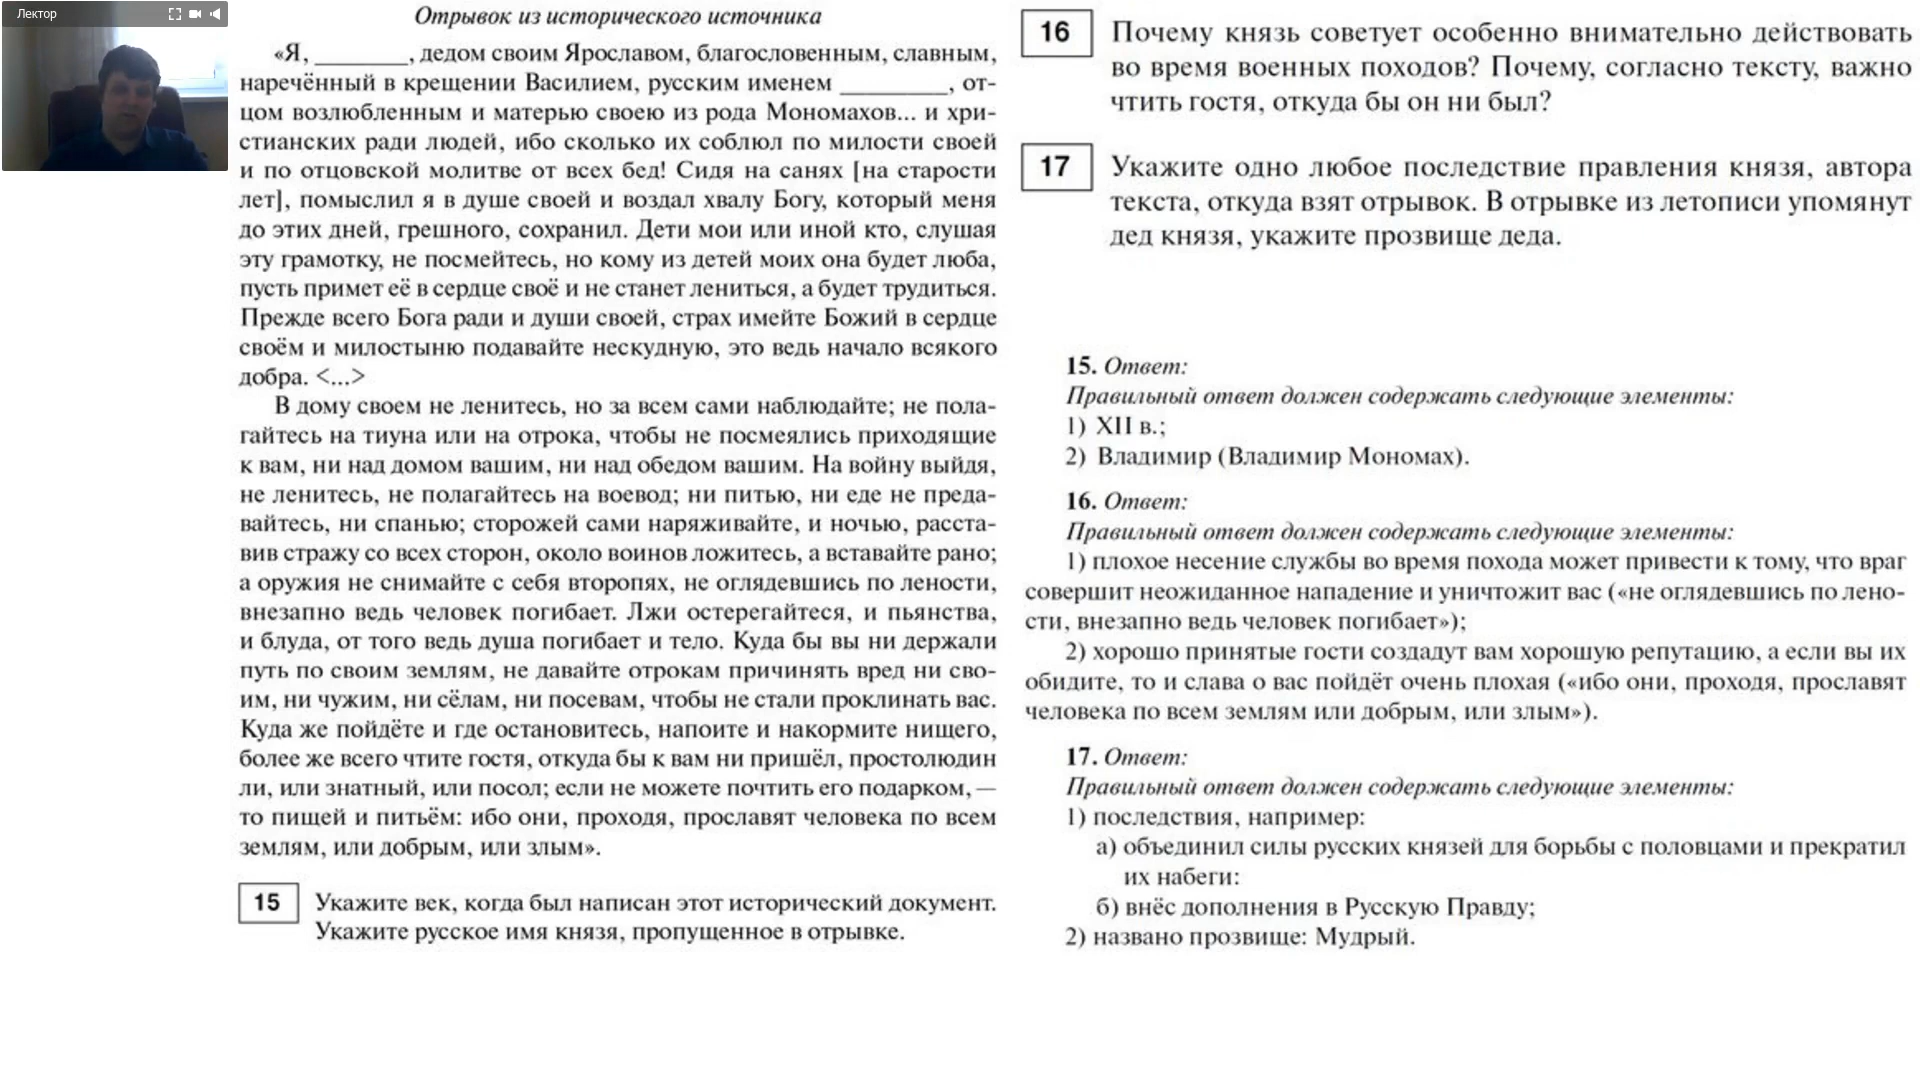 Лектор
Отрывок из исторического источника
«Я, ________, дедом своим Ярославом, благословенным, славным,
наречённый в крещении Василием, русским именем _________, от-
цом возлюбленным и матерью своею из рода Мономахов... и хри-
стианских ради людей, ибо сколько их соблюл по милости своей
и по отцовской молитве от всех бед! Сидя на санях [на старости
лет], помыслил я в душе своей и воздал хвалу Богу, который меня
до этих дней, грешного, сохранил. Дети мои или иной кто, слушая
эту грамотку, не посмейтесь, но кому из детей моих она будет люба,
пусть примет её в сердце своё и не станет лениться, а будет трудиться.
Прежде всего Бога ради и души своей, страх имейте Божий в сердце
своём и милостыню подавайте нескудную, это ведь начало всякого
добра. <...>
В дому своем не ленитесь, но за всем сами наблюдайте; не пола-
гайтесь на тиуна или на отрока, чтобы не посмеялись приходящие
к вам, ни над домом вашим, ни над обедом вашим. На войну выйдя,
не ленитесь, не полагайтесь на воевод; ни питью, ни еде не преда-
вайтесь, ни спанью; сторожей сами наряживайте, и ночью, расста-
вив стражу со всех сторон, около воинов ложитесь, а вставайте рано;
а оружия не снимайте с себя второпях, не оглядевшись по лености,
внезапно ведь человек погибает. Лжи остерегайтеся, и пьянства,
и блуда, от того ведь душа погибает и тело. Куда бы вы ни держали
путь по своим землям, не давайте отрокам причинять вред ни сво-
им, ни чужим, ни сёлам, ни посевам, чтобы не стали проклинать вас.
Куда же пойдёте и где остановитесь, напоите и накормите нищего,
более же всего чтите гостя, откуда бы к вам ни пришёл, простолюдин
ли, или знатный, или посол; если не можете почтить его подарком, —
то пищей и питьём: ибо они, проходя, прославят человека по всем
землям, или добрым, или злым».
15 Укажите век, когда был написан этот исторический документ.
Укажите русское имя князя, пропущенное в отрывке.
16 Почему князь советует особенно внимательно действовать
во время военных походов? Почему, согласно тексту, важно
чтить гостя, откуда бы он ни был?
17 Укажите одно любое последствие правления князя, автора
текста, откуда взят отрывок. В отрывке из летописи упомянут
дед князя, укажите прозвище деда.
15. Ответ:
Правильный ответ должен содержать следующие элементы:
1) XII в.;
2) Владимир (Владимир Мономах).
16. Ответ:
Правильный ответ должен содержать следующие элементы:
1) плохое несение службы во время похода может привести к тому, что враг
совершит неожиданное нападение и уничтожит вас («не оглядевшись по лено-
сти, внезапно ведь человек погибает»);
2) хорошо принятые гости создадут вам хорошую репутацию, а если вы их
обидите, то и слава о вас пойдёт очень плохая («ибо они, проходя, прославят
человека по всем землям или добрым, или злым»).
17. Ответ:
Правильный ответ должен содержать следующие элементы:
1) последствия, например:
а) объединил силы русских князей для борьбы с половцами и прекратил
их набеги:
б) внёс дополнения в Русскую Правду;
2) названо прозвище: Мудрый.